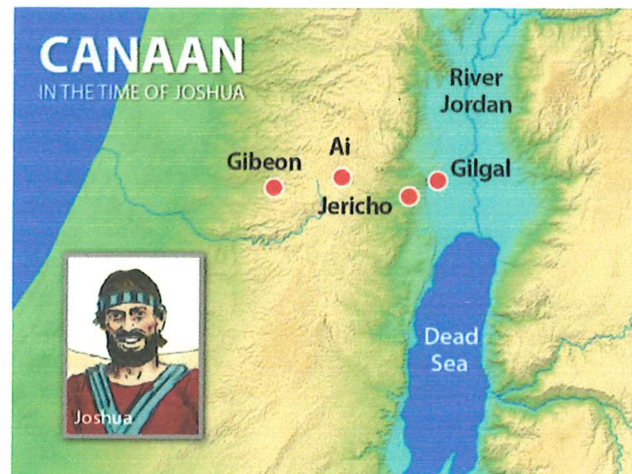 CANAAN
IN THE TIME OF JOSHUA
River
Jordan
Ai
Gibeon
Gilgal
Jericho
Dead
Sea
Joshua